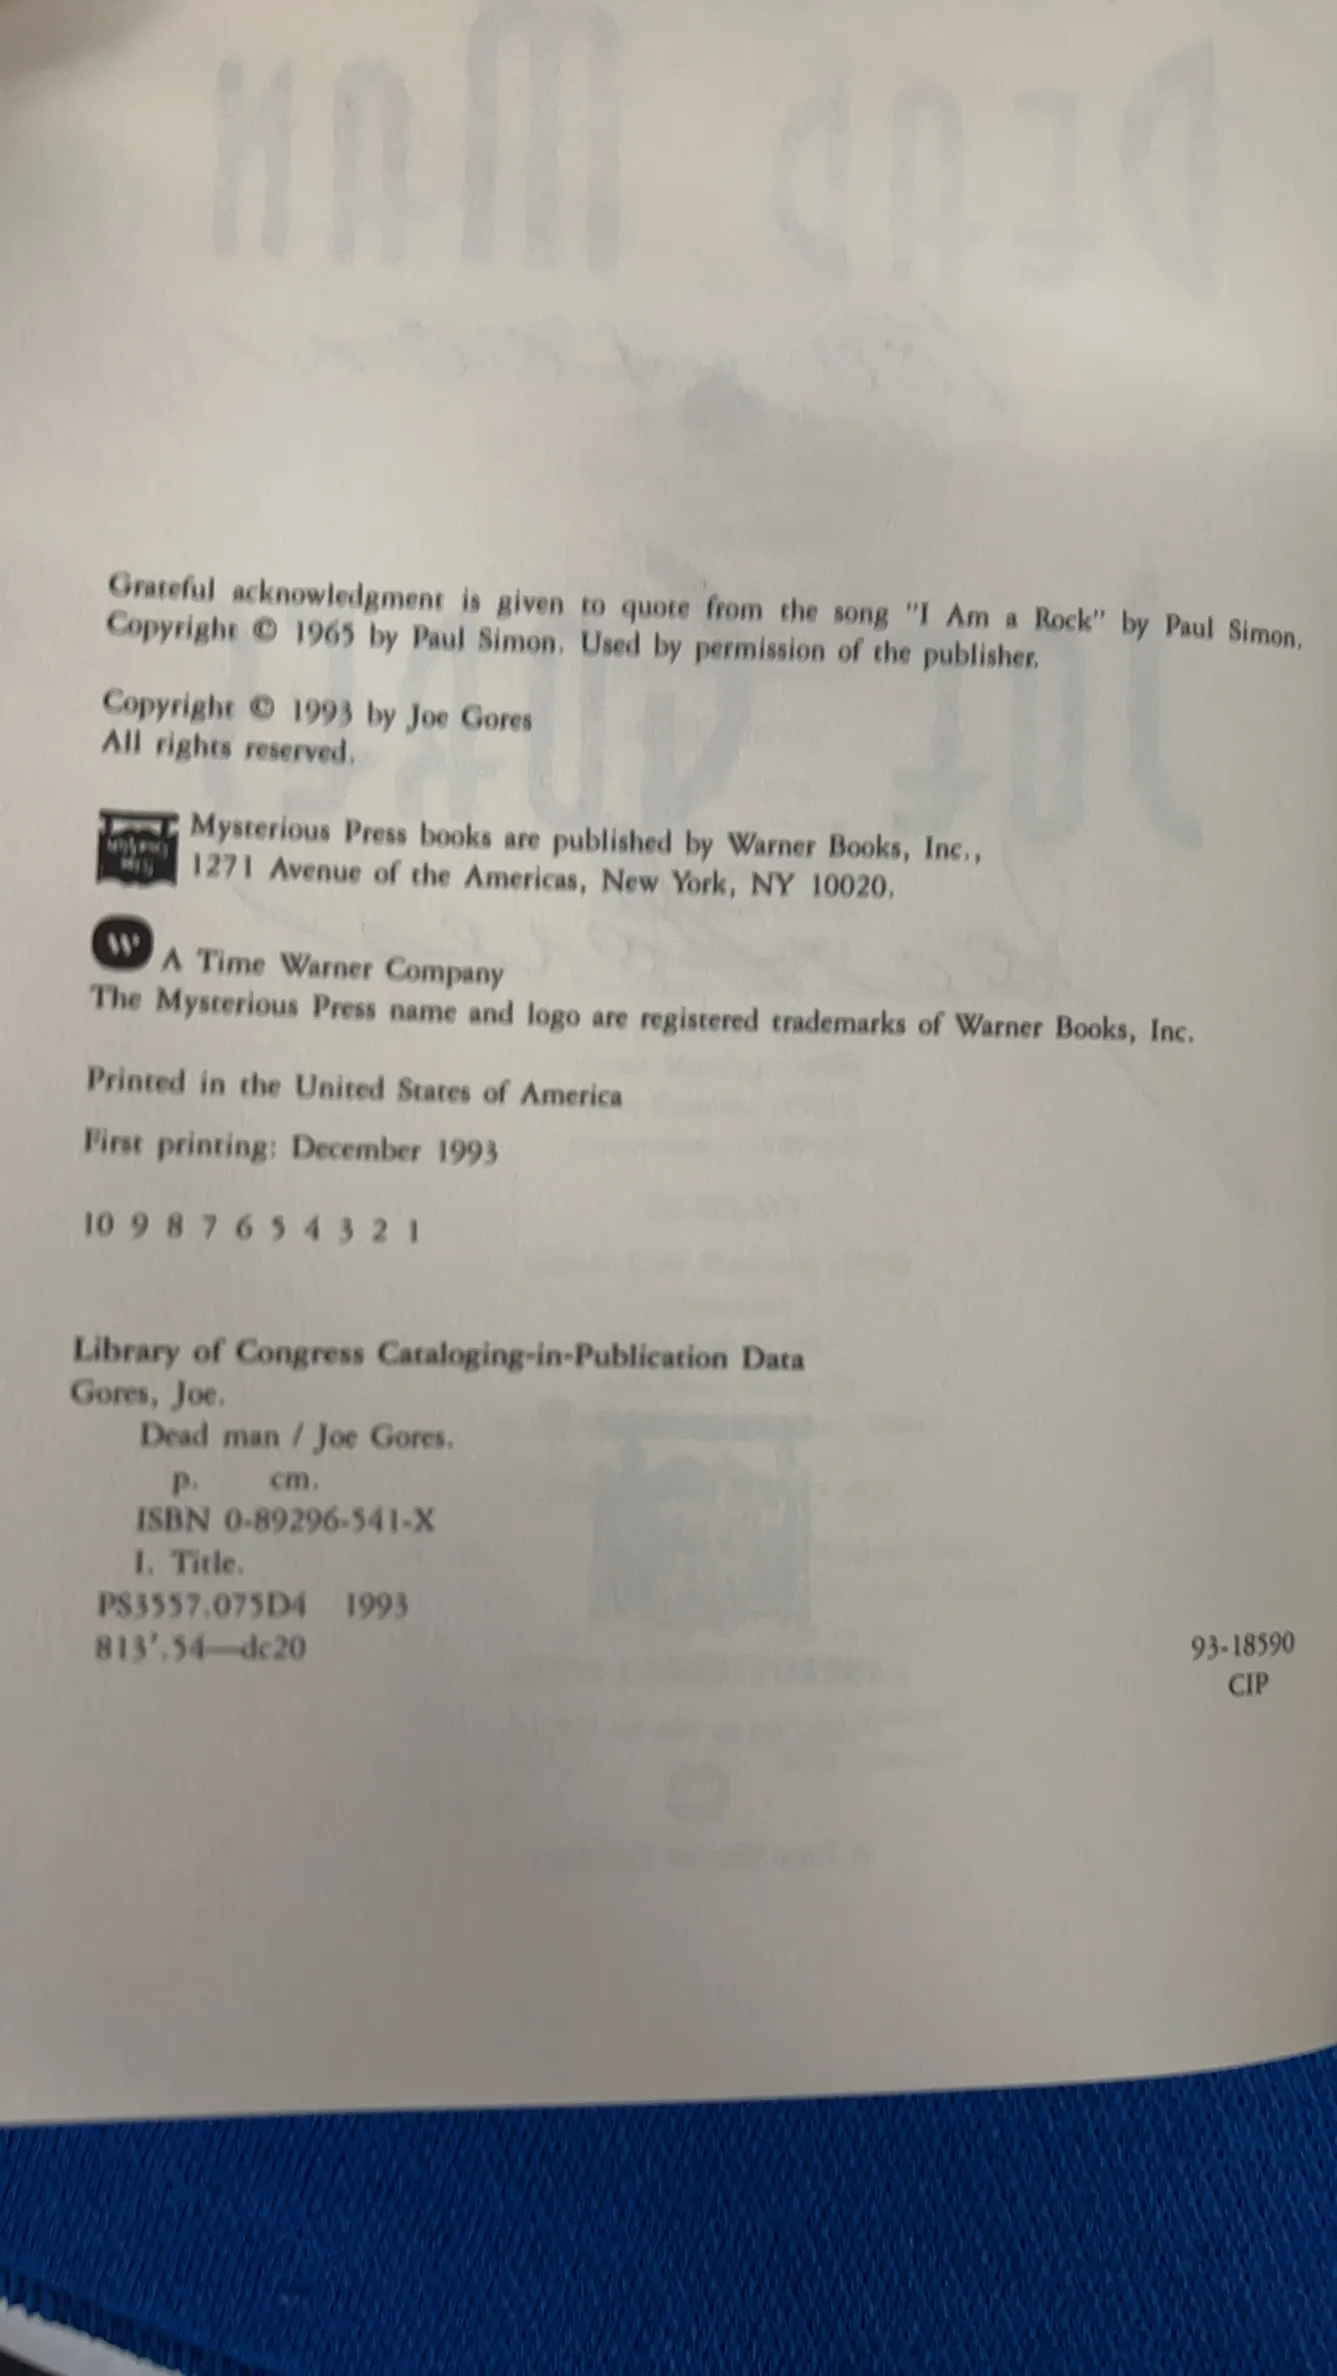 Grateful acknowledgment is given to quote from the song "I Am a Rock" by Paul Simon.
Copyright © 1965 by Paul Simon. Used by permission of the publisher.
Copyright © 1993 by Joe Gores
All rights reserved.
Mysterious Press books are published by Warner Books, Inc.,
1271 Avenue of the Americas, New York, NY 10020.
W A Time Warner Company
The Mysterious Press name and logo are registered trademarks of Warner Books, Inc.
Printed in the United States of America
First printing: December 1993
10 9 8 7 6 5 4 3 2 1
Library of Congress Cataloging-in-Publication Data
Gores, Joe.
Dead man / Joe Gores.
p. cm.
ISBN 0-89296-541-X
I. Title.
PS3557.075D4 1993
813'.54—dc20
93-18590
CIP